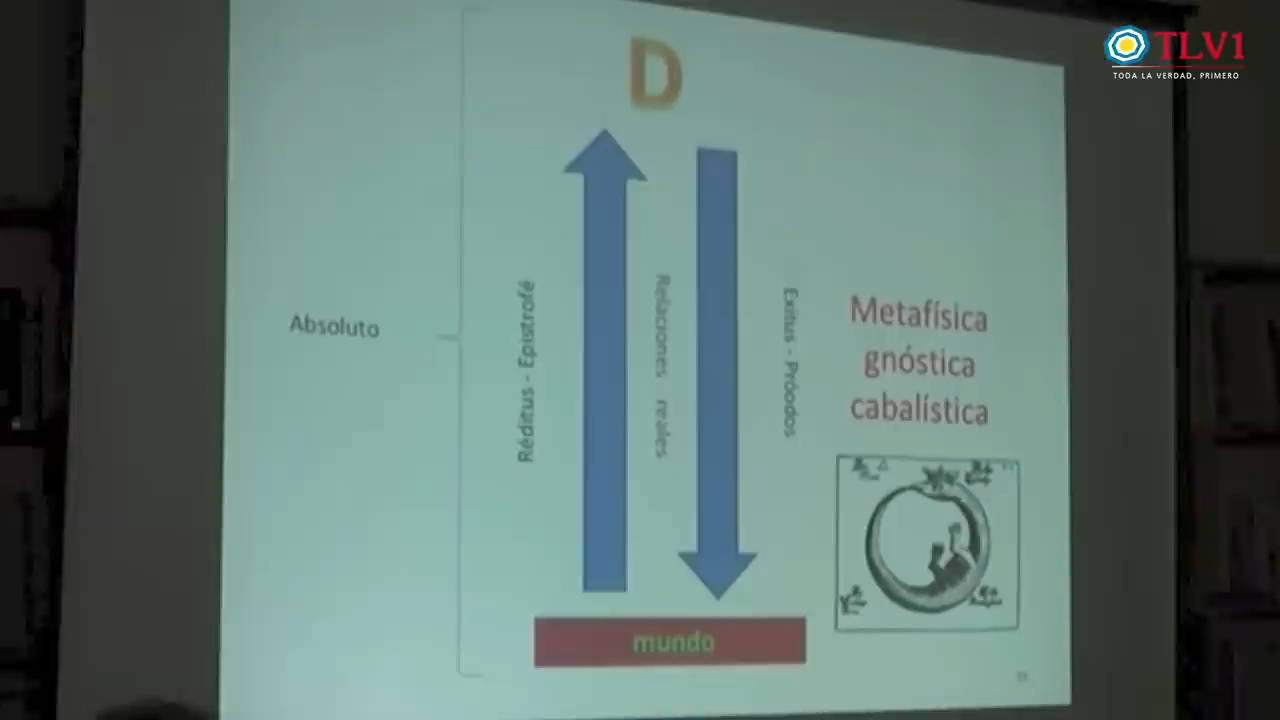 TLV1
TODA LA VERDAD, PRIMERO
D
Absoluto
Réditus - Epistrofé
Relaciones reales
Exitus - Próodos
Metafísica
gnóstica
cabalística
mundo